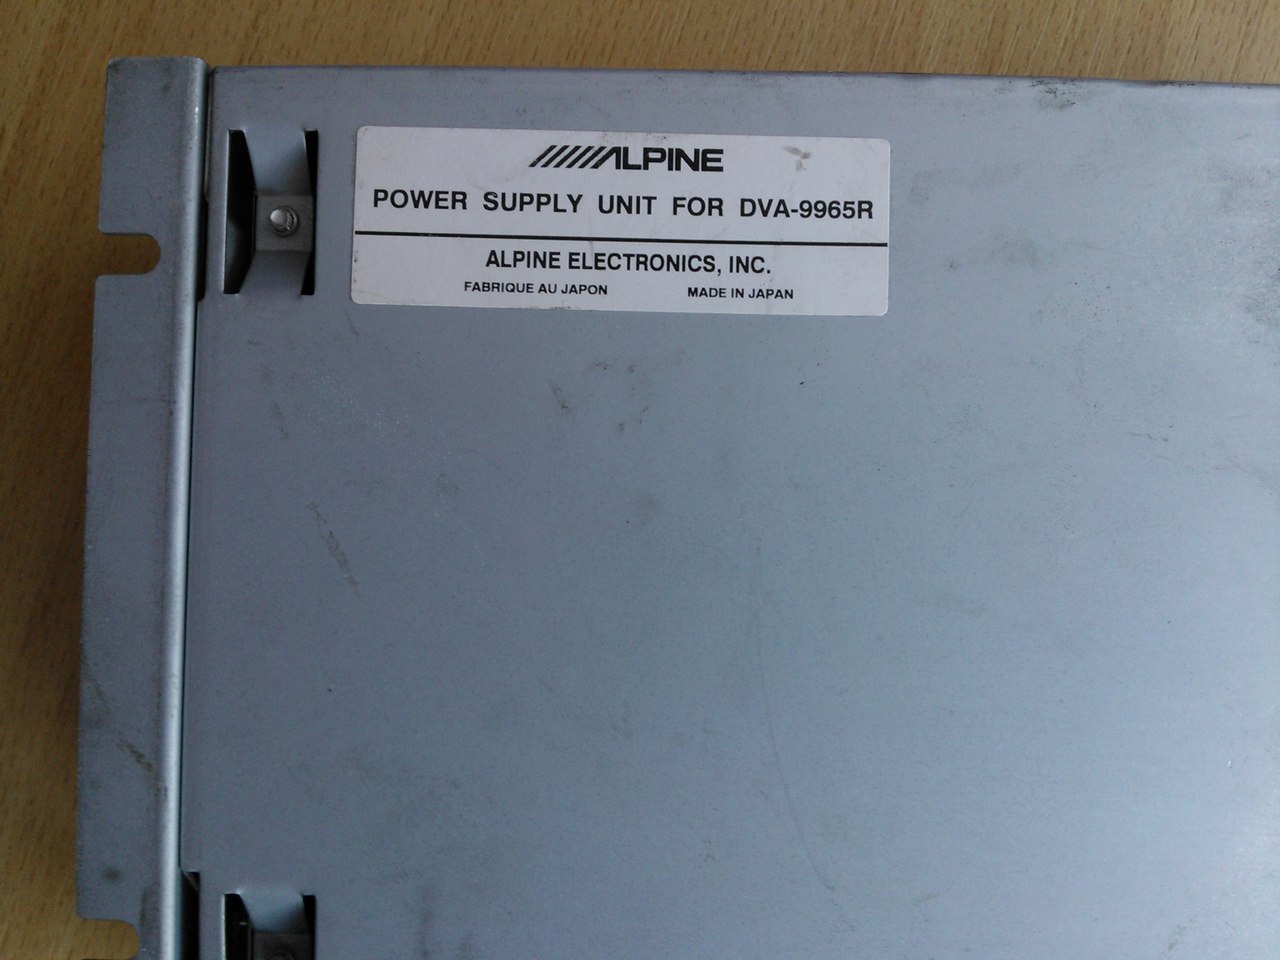 ALPINE
POWER SUPPLY UNIT FOR DVA-9965R
ALPINE ELECTRONICS, INC.
FABRIQUE AU JAPON MADE IN JAPAN